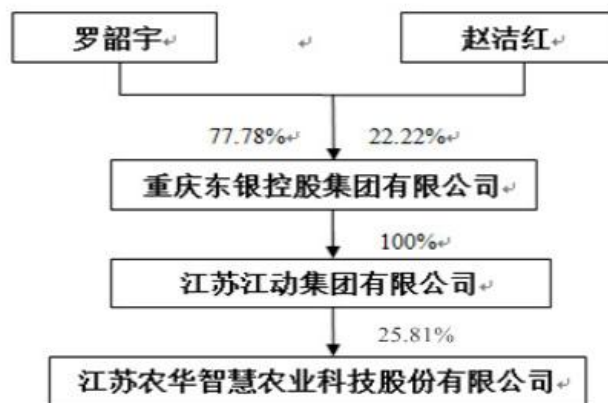 罗韶宇
赵洁红
77.78%
22.22%
重庆东银控股集团有限公司
100%
江苏江动集团有限公司
25.81%
江苏农华智慧农业科技股份有限公司